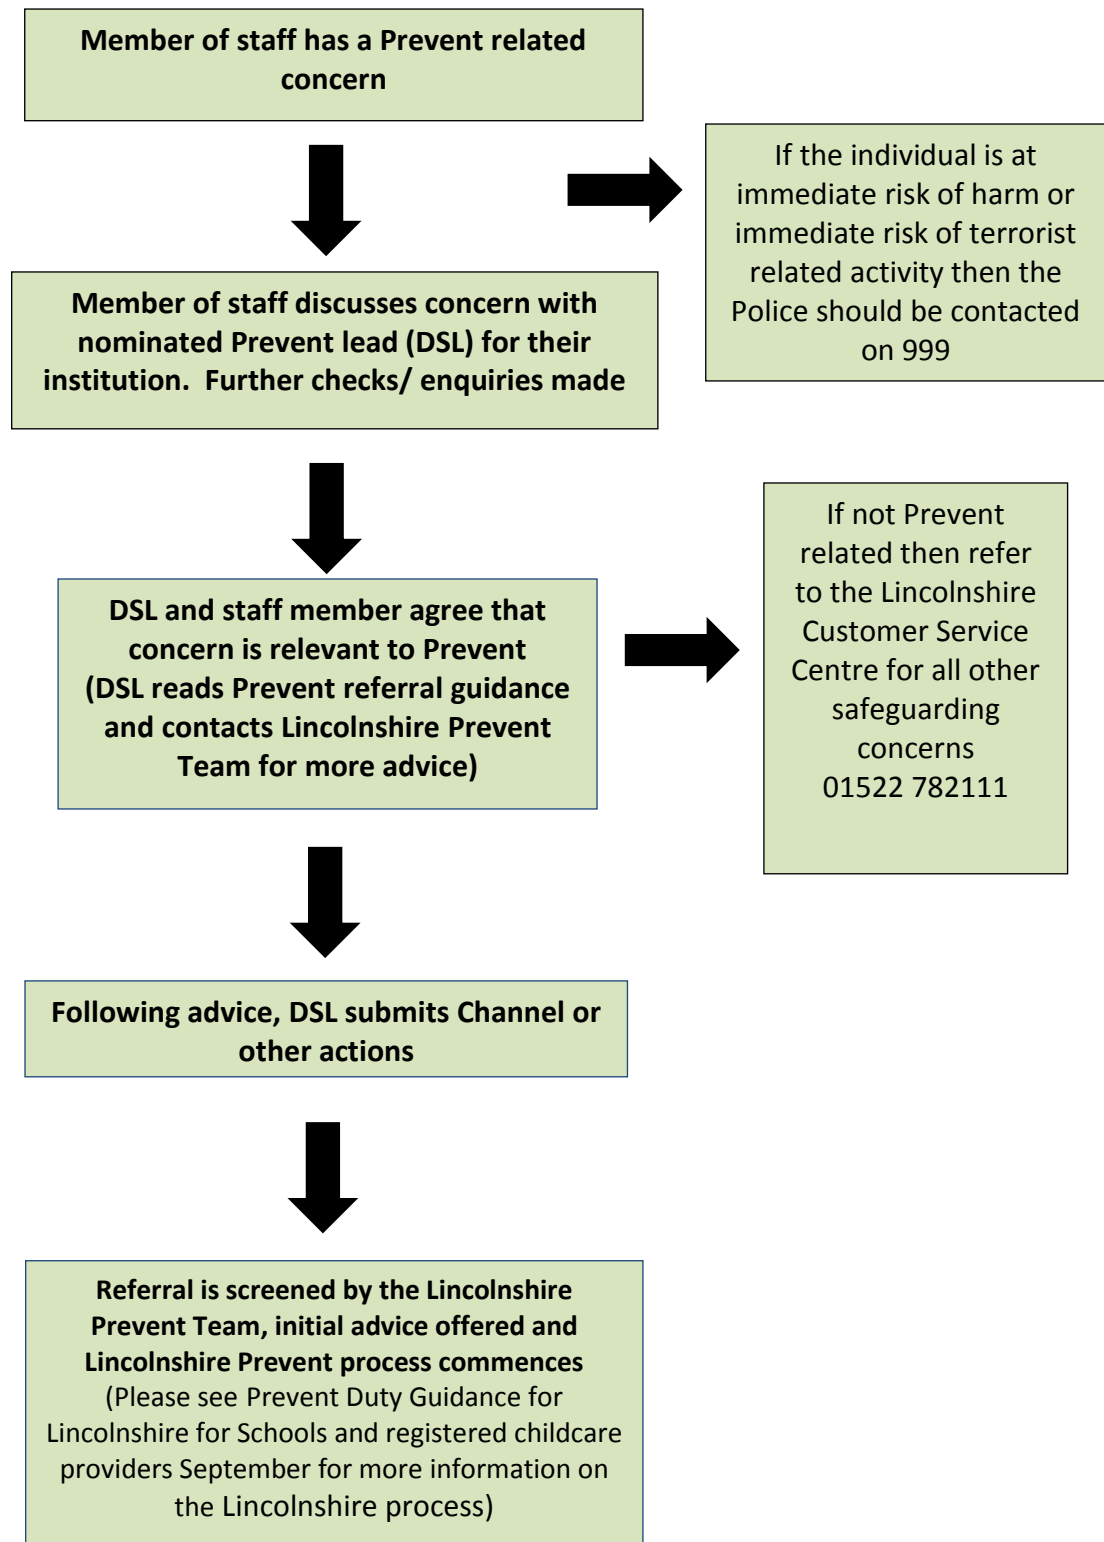 Member of staff has a Prevent related
concern
If the individual is at
immediate risk of harm or
immediate risk of terrorist
related activity then the
Police should be contacted
on 999
Member of staff discusses concern with
nominated Prevent lead (DSL) for their
institution.  Further checks/ enquiries made
If not Prevent
related then refer
to the Lincolnshire
Customer Service
Centre for all other
safeguarding
concerns
01522 782111
DSL and staff member agree that
concern is relevant to Prevent
(DSL reads Prevent referral guidance
and contacts Lincolnshire Prevent
Team for more advice)
Following advice, DSL submits Channel or
other actions
Referral is screened by the Lincolnshire
Prevent Team, initial advice offered and
Lincolnshire Prevent process commences
(Please see Prevent Duty Guidance for
Lincolnshire for Schools and registered childcare
providers September for more information on
the Lincolnshire process)